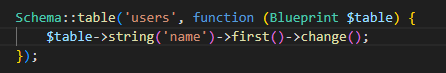 Schema::table('users', function (Blueprint $table) {
    $table->string('name')->first()->change();
});